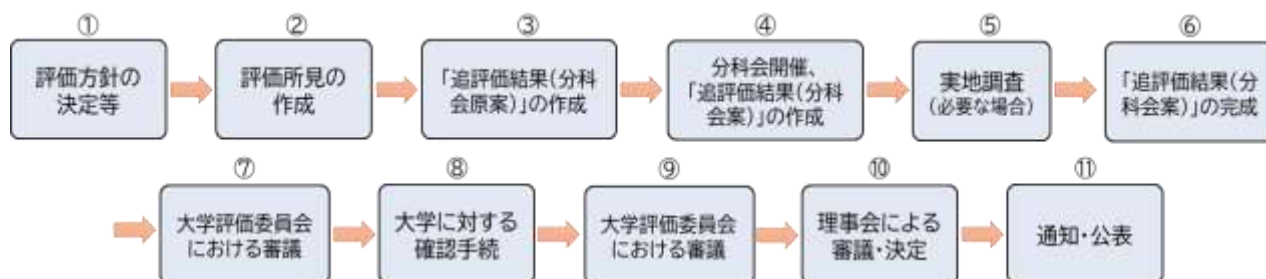 ①
評価方針の
決定等
②
評価所見の
作成
③
「追評価結果(分科
会原案)」の作成
④
分科会開催、
「追評価結果(分科
会案)」の作成
⑤
実地調査
(必要な場合)
⑥
「追評価結果(分
科会案)」の完成
⑦
大学評価委員会
における審議
⑧
大学に対する
確認手続
⑨
大学評価委員会
における審議
⑩
理事会による
審議・決定
⑪
通知・公表